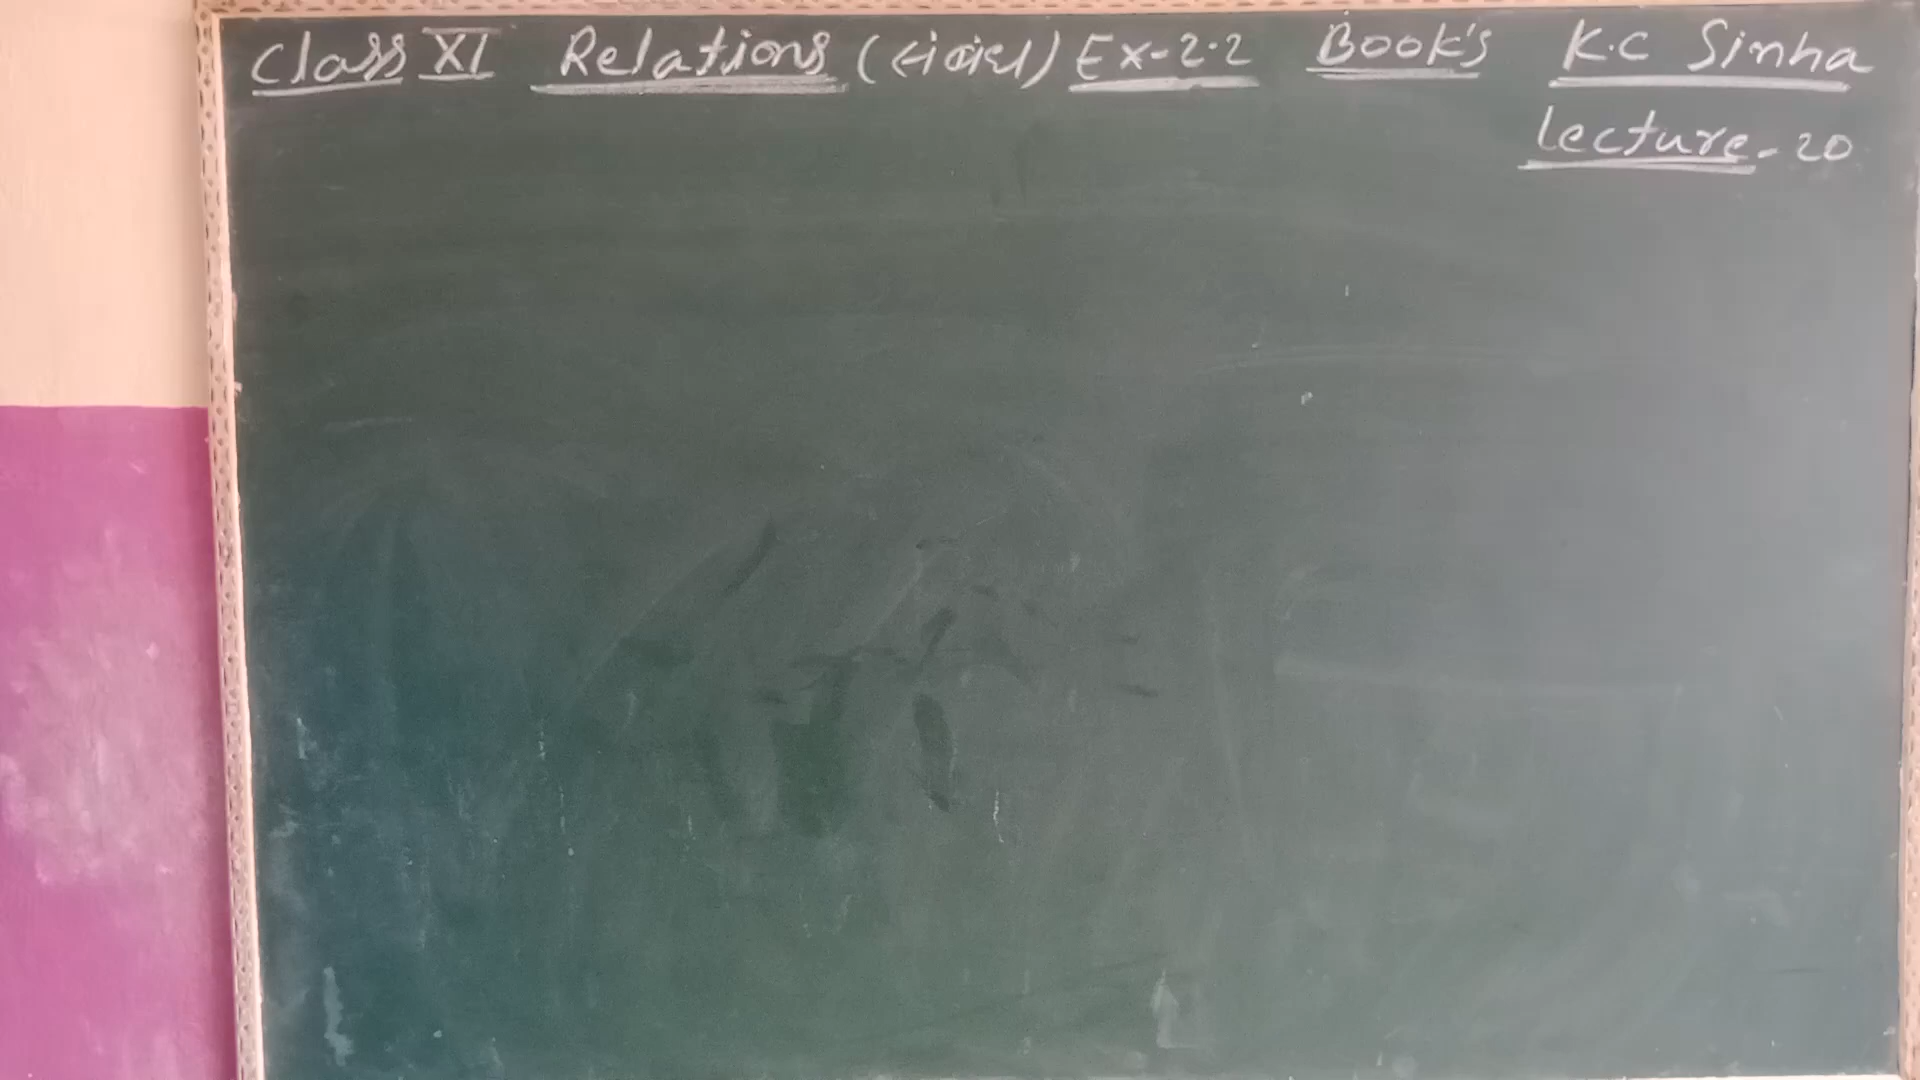 Class XI Relations (संबंध) Ex-2.2 Book's K.C Sinha
Lecture-20